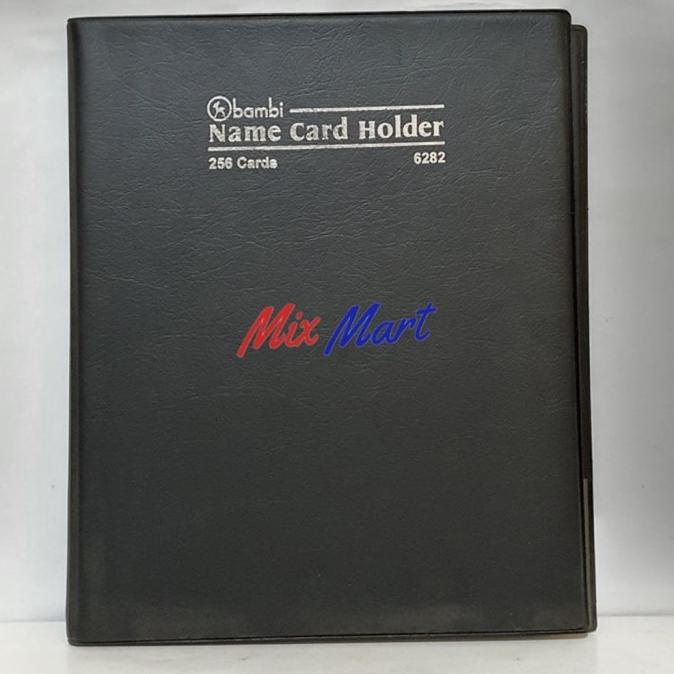 bambi
Name Card Holder
256 Cards 6282
Mix Mart